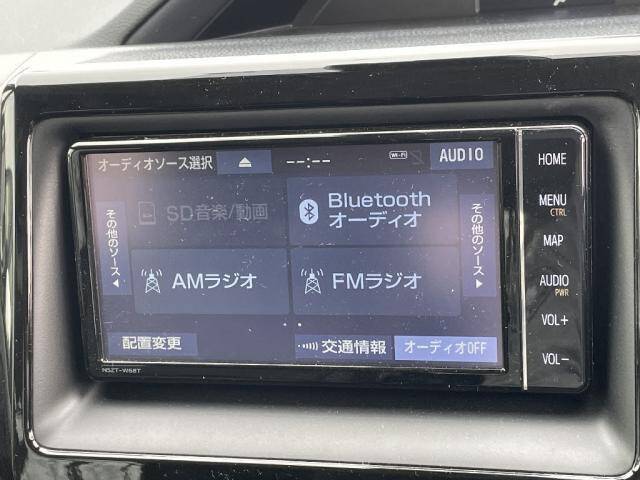 オーディオソース選択
--:--
Wi-Fi
AUDIO
その他のソース
SD音楽/動画
Bluetooth
オーディオ
その他のソース
AMラジオ
FMラジオ
配置変更
交通情報
オーディオOFF
NSZT-W68T
HOME
MENU
CTRL
MAP
AUDIO
PWR
VOL+
VOL-